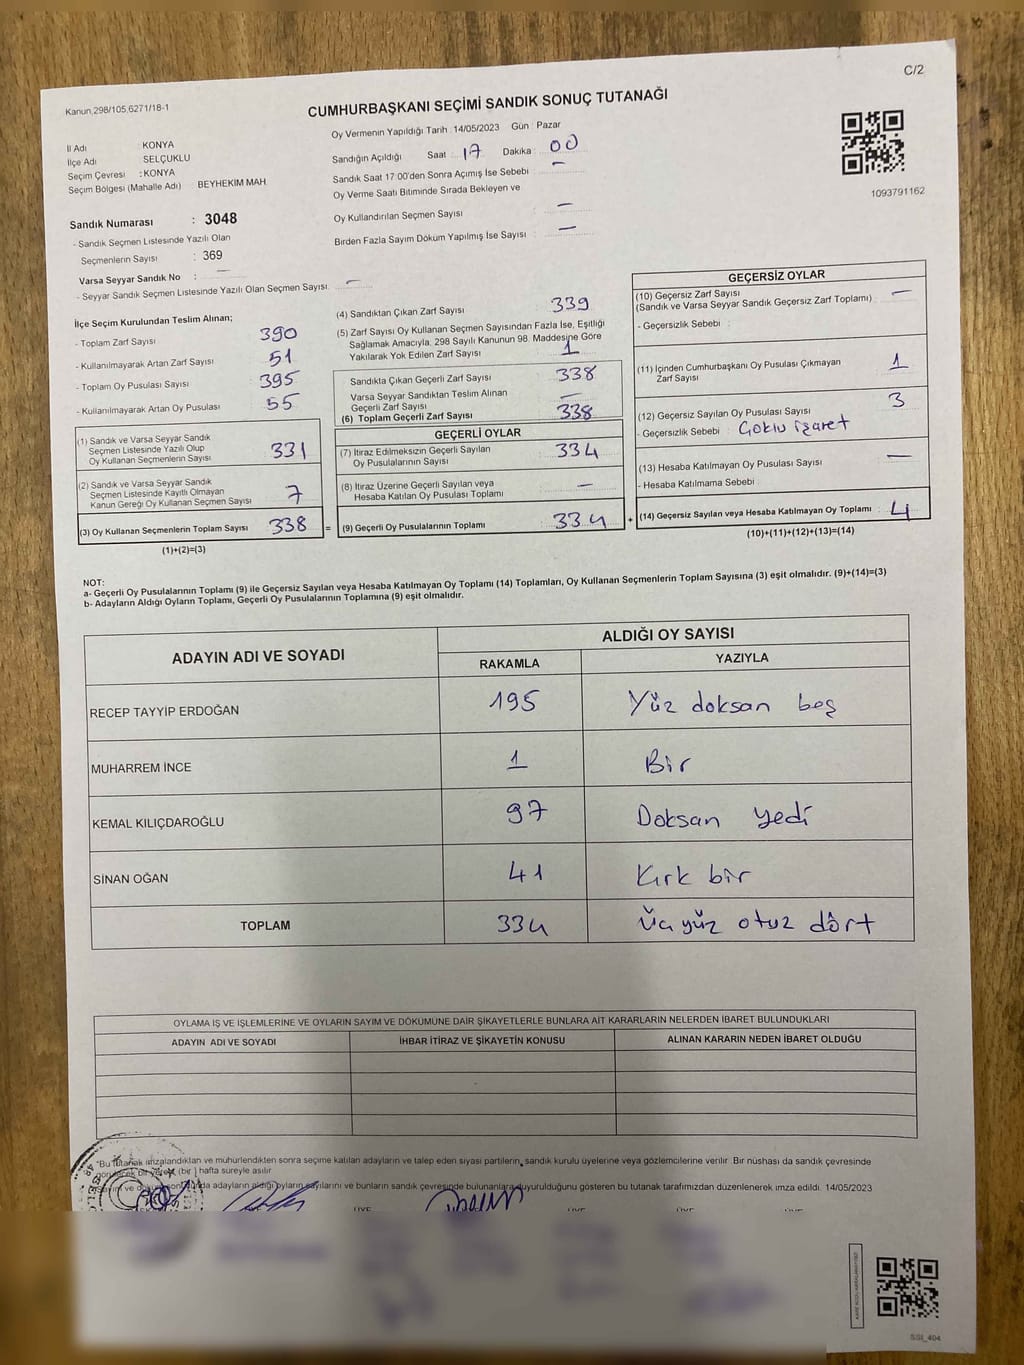 C/2
Kanun,298/105,6271/18-1
CUMHURBAŞKANI SEÇİMİ SANDIK SONUÇ TUTANAĞI
İl Adı KONYA
İlçe Adı SELÇUKLU
Seçim Çevresi : KONYA
Seçim Bölgesi (Mahalle Adı) BEYHEKİM MAH.
Sandık Numarası : 3048
- Sandık Seçmen Listesinde Yazılı Olan
Seçmenlerin Sayısı : 369
Varsa Seyyar Sandık No : —
- Seyyar Sandık Seçmen Listesinde Yazılı Olan Seçmen Sayısı —
Oy Vermenin Yapıldığı Tarih 14/05/2023 Gün : Pazar
Sandığın Açıldığı Saat 17 Dakika 00
Sandık Saat 17:00'den Sonra Açımış İse Sebebi —
Oy Verme Saati Bitiminde Sırada Bekleyen ve
Oy Kullandırılan Seçmen Sayısı —
Birden Fazla Sayım Döküm Yapılmış İse Sayısı —
1093791162
İlçe Seçim Kurulundan Teslim Alınan;
- Toplam Zarf Sayısı 390
- Kullanılmayarak Artan Zarf Sayısı 51
- Toplam Oy Pusulası Sayısı 395
- Kullanılmayarak Artan Oy Pusulası 55
(1) Sandık ve Varsa Seyyar Sandık
Seçmen Listesinde Yazılı Olup
Oy Kullanan Seçmenlerin Sayısı 331
(2) Sandık ve Varsa Seyyar Sandık
Seçmen Listesinde Kayıtlı Olmayan
Kanun Gereği Oy Kullanan Seçmen Sayısı 7
(3) Oy Kullanan Seçmenlerin Toplam Sayısı 338 =
(1)+(2)=(3)
(4) Sandıktan Çıkan Zarf Sayısı 339
(5) Zarf Sayısı Oy Kullanan Seçmen Sayısından Fazla İse, Eşitliği
Sağlamak Amacıyla, 298 Sayılı Kanunun 98. Maddesine Göre
Yakılarak Yok Edilen Zarf Sayısı 1
Sandıkta Çıkan Geçerli Zarf Sayısı 338
Varsa Seyyar Sandıktan Teslim Alınan
Geçerli Zarf Sayısı —
(6) Toplam Geçerli Zarf Sayısı 338
GEÇERLİ OYLAR
(7) İtiraz Edilmeksizin Geçerli Sayılan
Oy Pusulalarının Sayısı 334
(8) İtiraz Üzerine Geçerli Sayılan veya
Hesaba Katılan Oy Pusulası Toplamı —
(9) Geçerli Oy Pusulalarının Toplamı 334 +
GEÇERSİZ OYLAR
(10) Geçersiz Zarf Sayısı —
(Sandık ve Varsa Seyyar Sandık Geçersiz Zarf Toplamı)
- Geçersizlik Sebebi :
(11) İçinden Cumhurbaşkanı Oy Pusulası Çıkmayan
Zarf Sayısı 1
(12) Geçersiz Sayılan Oy Pusulası Sayısı 3
- Geçersizlik Sebebi : Çoklu işaret
(13) Hesaba Katılmayan Oy Pusulası Sayısı —
- Hesaba Katılmama Sebebi
(14) Geçersiz Sayılan veya Hesaba Katılmayan Oy Toplamı : 4
(10)+(11)+(12)+(13)=(14)
NOT:
a- Geçerli Oy Pusulalarının Toplamı (9) ile Geçersiz Sayılan veya Hesaba Katılmayan Oy Toplamı (14) Toplamları, Oy Kullanan Seçmenlerin Toplam Sayısına (3) eşit olmalıdır. (9)+(14)=(3)
b- Adayların Aldığı Oyların Toplamı, Geçerli Oy Pusulalarının Toplamına (9) eşit olmalıdır.
ADAYIN ADI VE SOYADI ALDIĞI OY SAYISI
RAKAMLA YAZIYLA
RECEP TAYYİP ERDOĞAN 195 Yüz doksan beş
MUHARREM İNCE 1 Bir
KEMAL KILIÇDAROĞLU 97 Doksan yedi
SİNAN OĞAN 41 Kırk bir
TOPLAM 334 Üçyüz otuz dört
OYLAMA İŞ VE İŞLEMLERİNE VE OYLARIN SAYIM VE DÖKÜMÜNE DAİR ŞİKAYETLERLE BUNLARA AİT KARARLARIN NELERDEN İBARET BULUNDUKLARI
ADAYIN ADI VE SOYADI İHBAR İTİRAZ VE ŞİKAYETİN KONUSU ALINAN KARARIN NEDEN İBARET OLDUĞU
"Bu tutanak imzalandıktan ve mühürlendikten sonra seçime katılan adayların ve talep eden siyasi partilerin, sandık kurulu üyelerine veya gözlemcilerine verilir. Bir nüshası da sandık çevresinde
(bir) hafta süreyle asılır
adayların aldığı oyların sayılarını ve bunların sandık çevresinde bulunanlara duyurulduğunu gösteren bu tutanak tarafımızdan düzenlenerek imza edildi. 14/05/2023
SSI_404